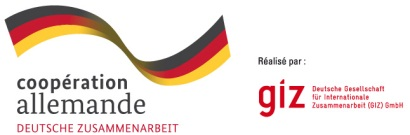 coopération
allemande
DEUTSCHE ZUSAMMENARBEIT
Réalisé par :
giz
Deutsche Gesellschaft
für Internationale
Zusammenarbeit (GIZ) GmbH